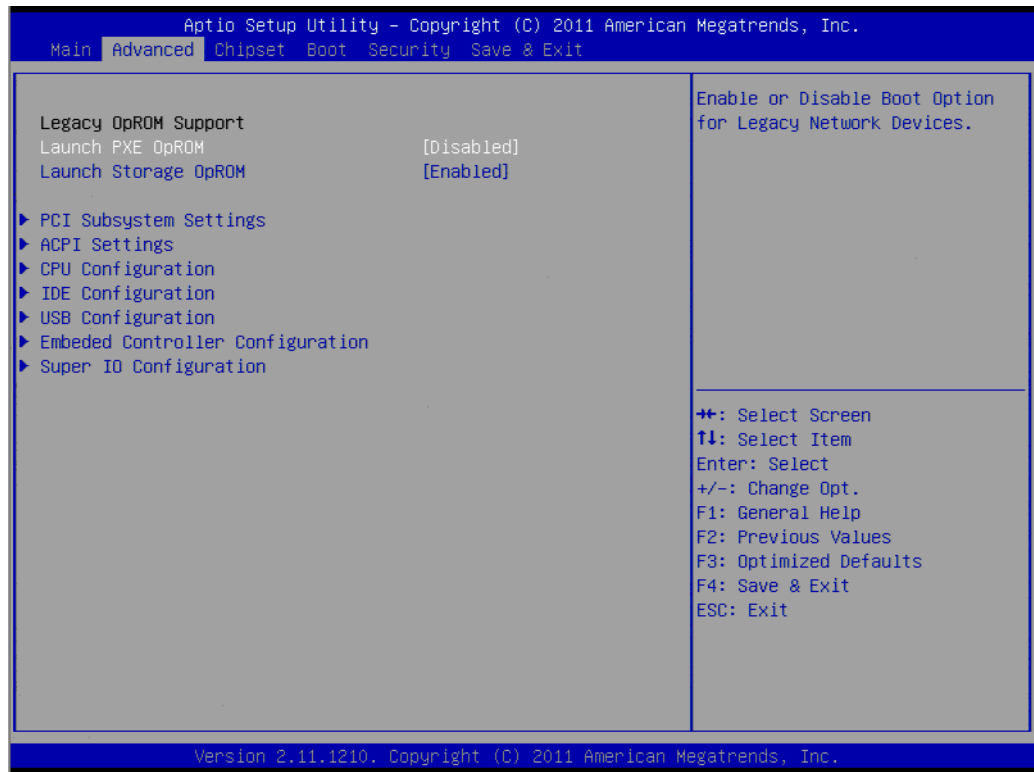 Aptio Setup Utility – Copyright (C) 2011 American Megatrends, Inc.
Main Advanced Chipset Boot Security Save & Exit
Legacy OpROM Support
Launch PXE OpROM [Disabled]
Launch Storage OpROM [Enabled]
PCI Subsystem Settings
ACPI Settings
CPU Configuration
IDE Configuration
USB Configuration
Embeded Controller Configuration
Super IO Configuration
Enable or Disable Boot Option
for Legacy Network Devices.
→←: Select Screen
↑↓: Select Item
Enter: Select
+/-: Change Opt.
F1: General Help
F2: Previous Values
F3: Optimized Defaults
F4: Save & Exit
ESC: Exit
Version 2.11.1210. Copyright (C) 2011 American Megatrends, Inc.